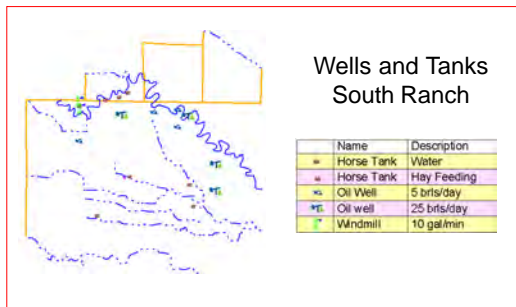 Wells and Tanks
South Ranch
Name Description
Horse Tank Water
Horse Tank Hay Feeding
Oil Well 5 brls/day
Oil well 25 brls/day
Windmill 10 gal/min